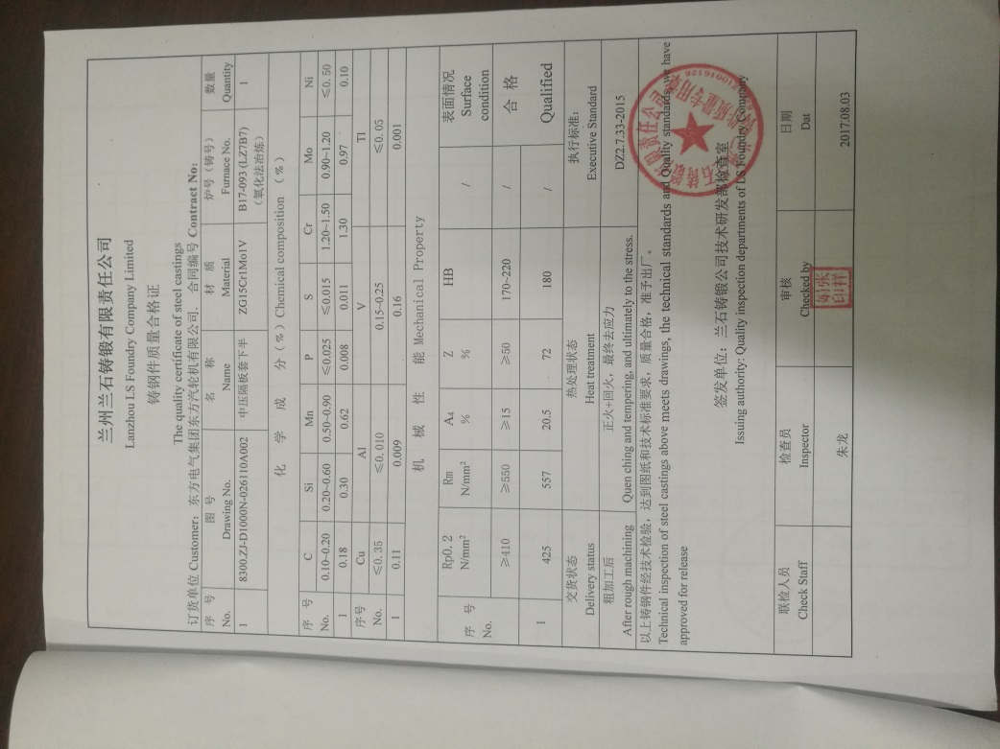 兰州兰石铸锻有限责任公司
Lanzhou LS Foundry Company Limited
铸钢件质量合格证
The quality certificate of steel castings
订货单位 Customer: 东方电气集团东方汽轮机有限公司. 合同编号 Contract No:
序 号 图 号 名 称 材 质 炉号(铸号) 数量
No. Drawing No. Name Material Furnace No. Quantity
1 8300.ZJ-D1000N-026110A002 中压隔板套下半 ZG15Cr1Mo1V B17-093 (LZ7B7) 1
(氧化法冶炼)
化 学 成 分(%)Chemical composition (%)
序 号 C Si Mn P S Cr Mo Ni
No. 0.10~0.20 0.20~0.60 0.50~0.90 ≤0.025 ≤0.015 1.20~1.50 0.90~1.20 ≤0.50
1 0.18 0.30 0.62 0.008 0.011 1.30 0.97 0.10
序号 Cu Al V TI
No. ≤0.35 ≤0.010 0.15~0.25 ≤0.05
1 0.11 0.009 0.16 0.001
机 械 性 能 Mechanical Property
序 号 Rp0.2 Rm A4 Z HB / 表面情况
No. N/mm² N/mm² % % Surface condition
≥410 ≥550 ≥15 ≥50 170~220 / 合 格
1 425 557 20.5 72 180 / Qualified
交货状态 热处理状态 执行标准:
Delivery status Heat treatment Executive Standard
粗加工后 正火+回火,最终去应力 DZ2.7.33-2015
After rough machining Quen ching and tempering, and ultimately to the stress.
以上铸钢件经技术检验,达到图纸和技术标准要求,质量合格,准予出厂。
Technical inspection of steel castings above meets drawings, the technical standards and Quality standards, we have
approved for release
签发单位:兰石铸锻公司技术研发部检查室
Issuing authority: Quality inspection departments of LS Foundry Company
联检人员 检查员 审核 日期
Check Staff Inspector Checked by Dat
朱龙 2017.08.03